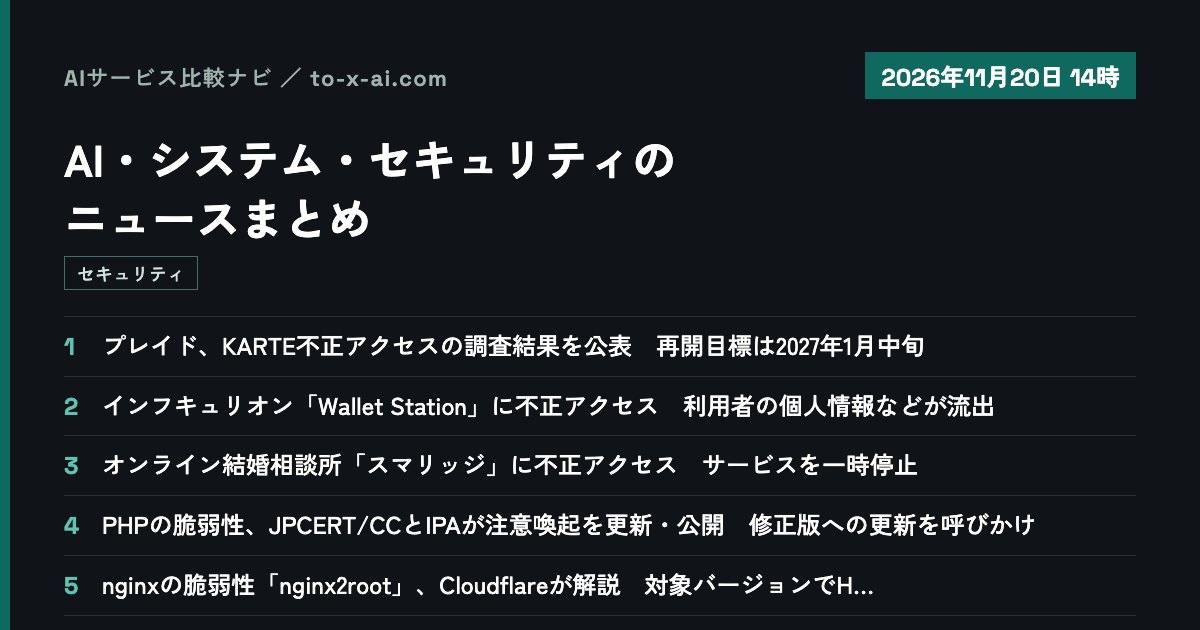 AIサービス比較ナビ ／ to-x-ai.com
2026年11月20日 14時
AI・システム・セキュリティの
ニュースまとめ
セキュリティ
1 プレイド、KARTE不正アクセスの調査結果を公表　再開目標は2027年1月中旬
2 インフキュリオン「Wallet Station」に不正アクセス　利用者の個人情報などが流出
3 オンライン結婚相談所「スマリッジ」に不正アクセス　サービスを一時停止
4 PHPの脆弱性、JPCERT/CCとIPAが注意喚起を更新・公開　修正版への更新を呼びかけ
5 nginxの脆弱性「nginx2root」、Cloudflareが解説　対象バージョンでH…